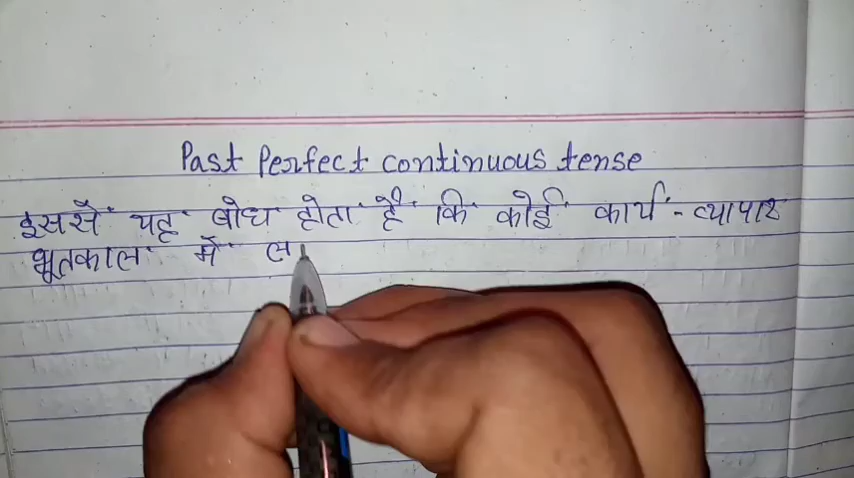 Past Perfect continuous tense
इससे यह बोध होता है कि कोई कार्य - व्यापार
भूतकाल में ल